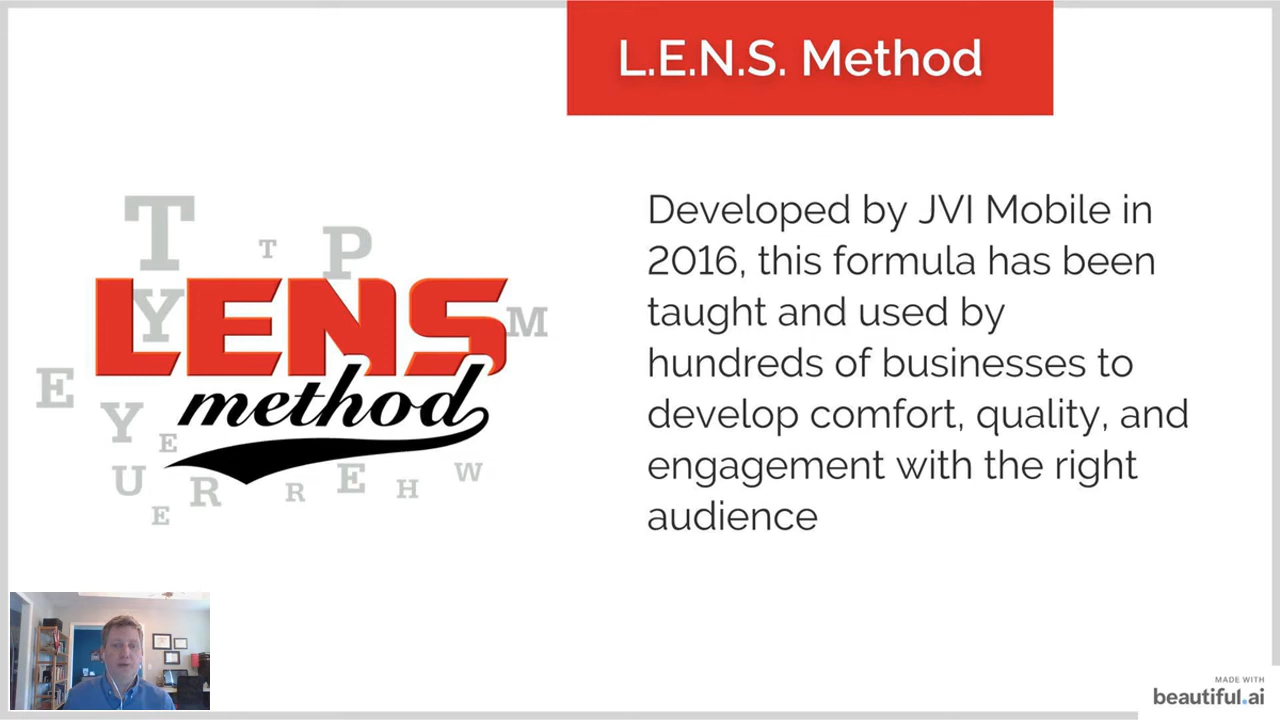 L.E.N.S. Method
Developed by JVI Mobile in
2016, this formula has been
taught and used by
hundreds of businesses to
develop comfort, quality, and
engagement with the right
audience
T
T
P
LENS
Y
M
method
E
Y
E
U
R
R
E
H
W
E
MADE WITH
beautiful.ai